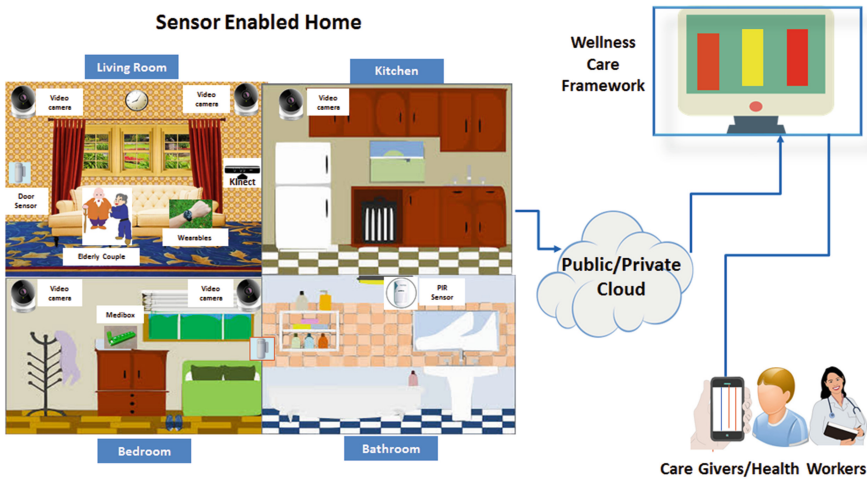 Sensor Enabled Home
Living Room
Kitchen
Video
camera
Video
camera
Video
camera
Door
Sensor
Kinect
Wearables
Elderly Couple
Video
camera
Video
camera
Medibox
PIR
Sensor
Bedroom
Bathroom
Public/Private
Cloud
Wellness
Care
Framework
Care Givers/Health Workers